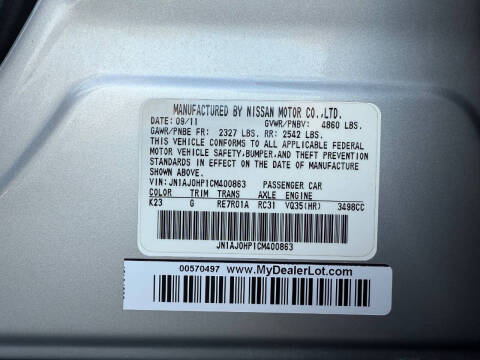 MANUFACTURED BY NISSAN MOTOR CO.,LTD.
DATE: 09/11 GVWR/PNBV: 4860 LBS.
GAWR/PNBE FR: 2327 LBS. RR: 2542 LBS.
THIS VEHICLE CONFORMS TO ALL APPLICABLE FEDERAL
MOTOR VEHICLE SAFETY,BUMPER,AND THEFT PREVENTION
STANDARDS IN EFFECT ON THE DATE OF MANUFACTURE
SHOWN ABOVE.
VIN: JN1AJ0HP1CM400863 PASSENGER CAR
COLOR TRIM TRANS AXLE ENGINE
K23 G RE7R01A RC31 VQ35(HR) 3498CC
JN1AJ0HP1CM400863
00570497 www.MyDealerLot.com